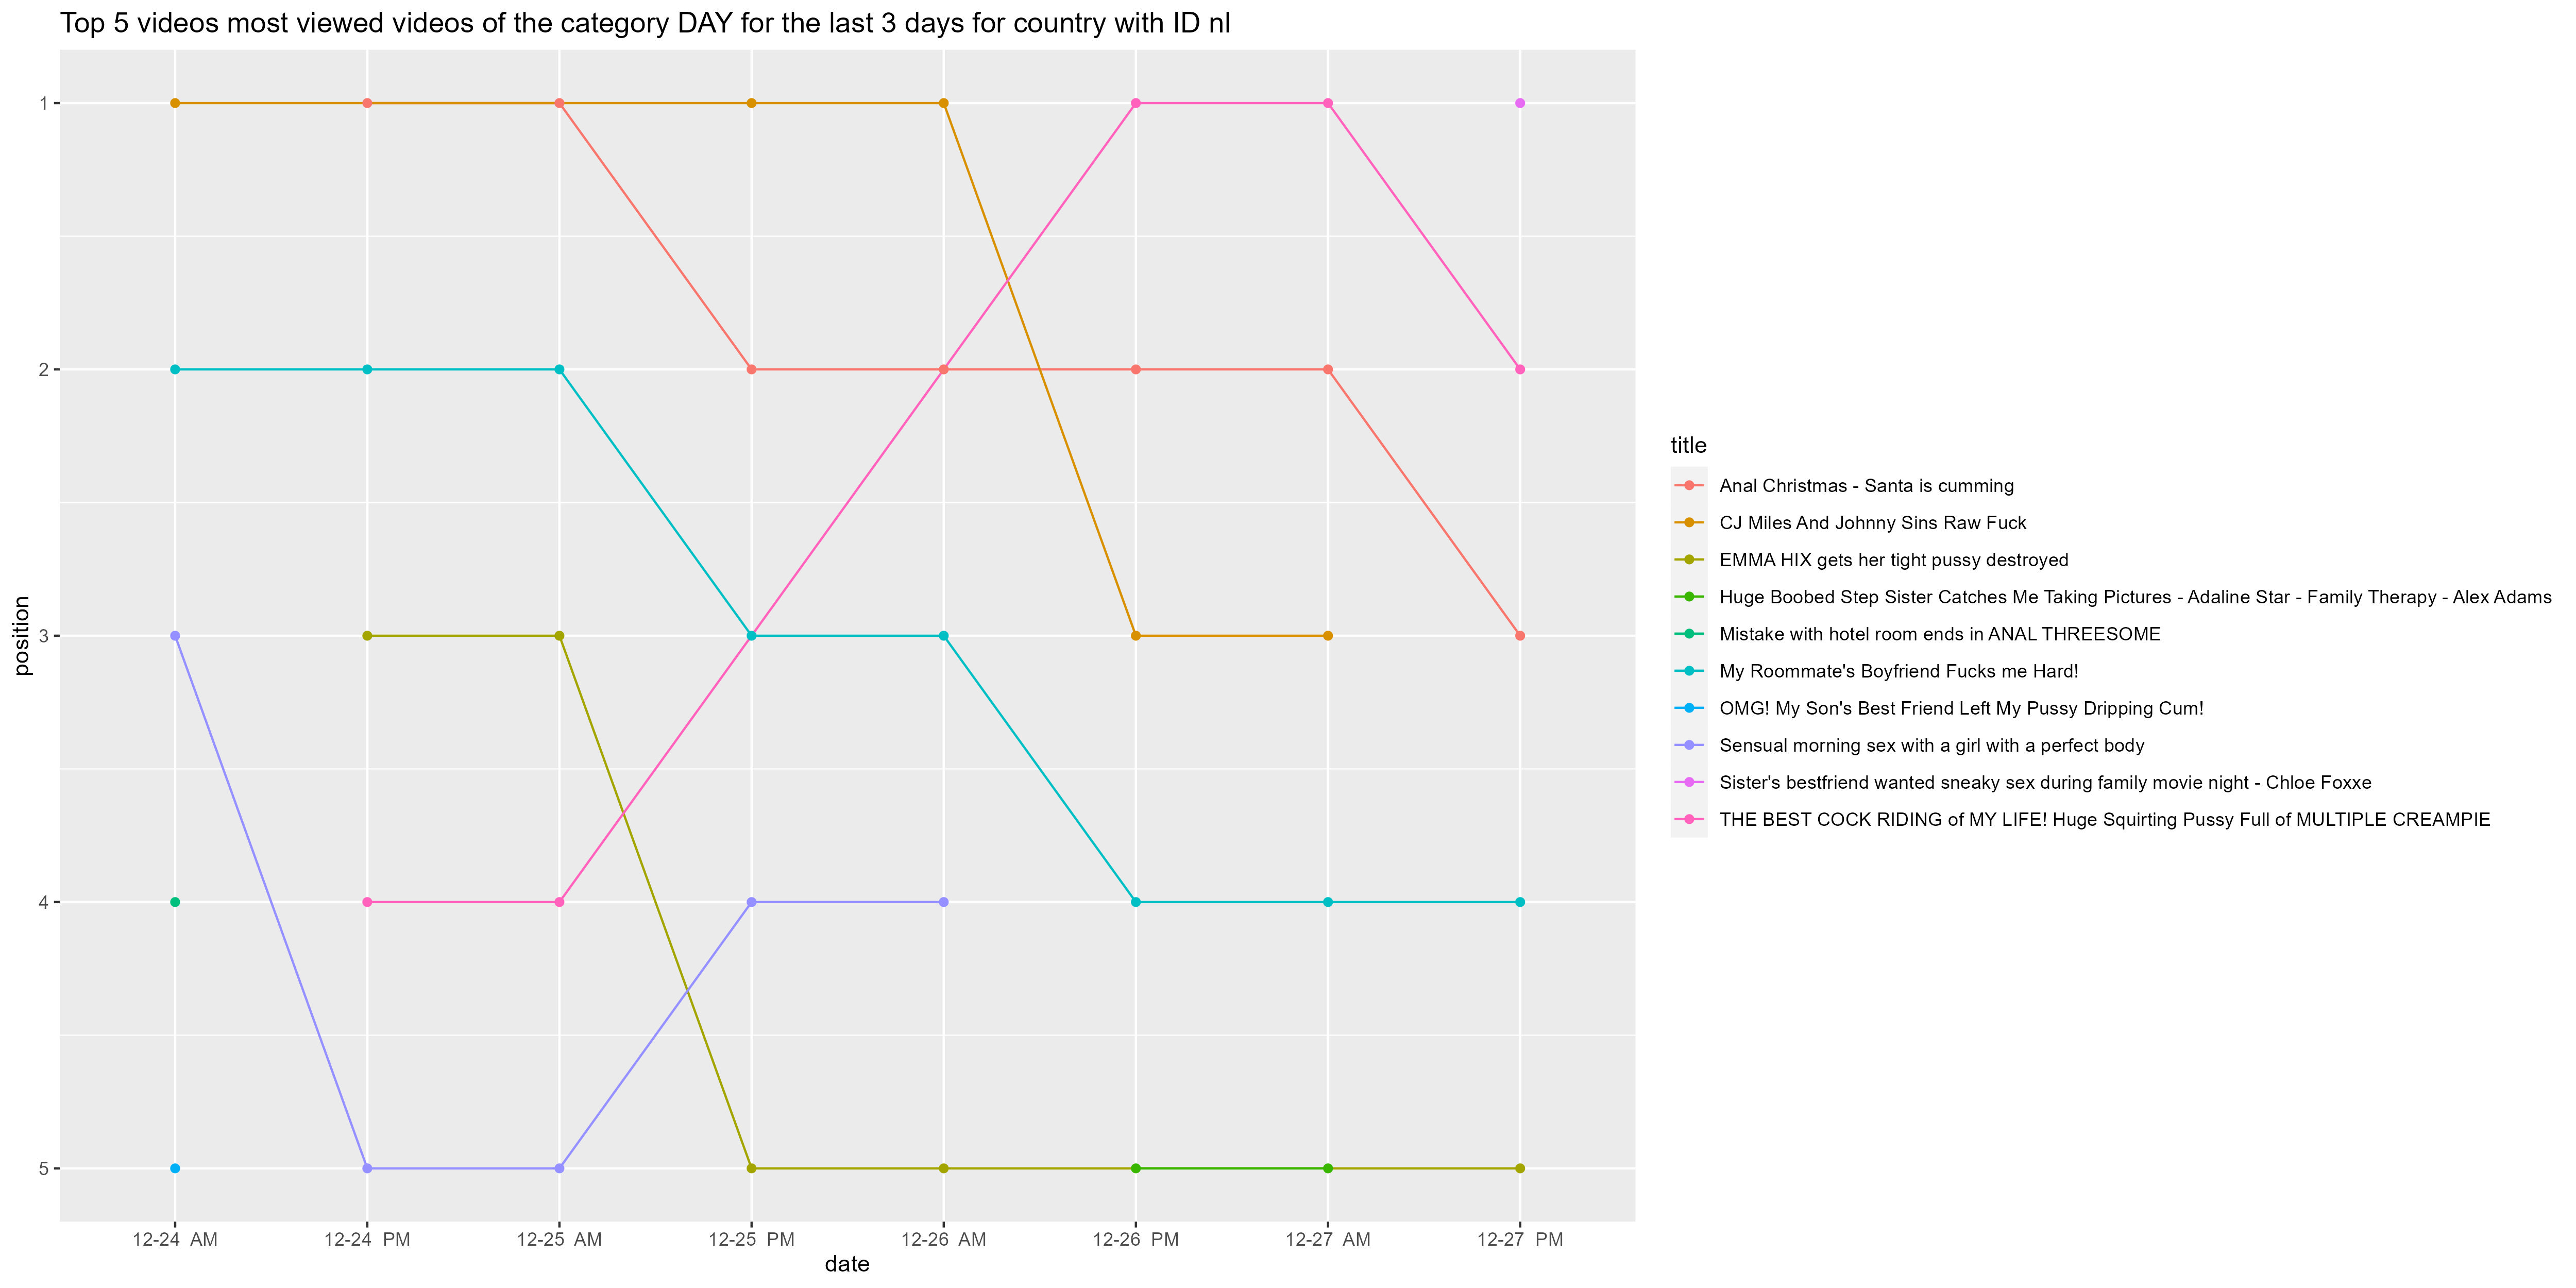 Top 5 videos most viewed videos of the category DAY for the last 3 days for country with ID nl
position
1
2
3
4
5
12-24 AM
12-24 PM
12-25 AM
12-25 PM
12-26 AM
12-26 PM
12-27 AM
12-27 PM
date
title
Anal Christmas - Santa is cumming
CJ Miles And Johnny Sins Raw Fuck
EMMA HIX gets her tight pussy destroyed
Huge Boobed Step Sister Catches Me Taking Pictures - Adaline Star - Family Therapy - Alex Adams
Mistake with hotel room ends in ANAL THREESOME
My Roommate's Boyfriend Fucks me Hard!
OMG! My Son's Best Friend Left My Pussy Dripping Cum!
Sensual morning sex with a girl with a perfect body
Sister's bestfriend wanted sneaky sex during family movie night - Chloe Foxxe
THE BEST COCK RIDING of MY LIFE! Huge Squirting Pussy Full of MULTIPLE CREAMPIE